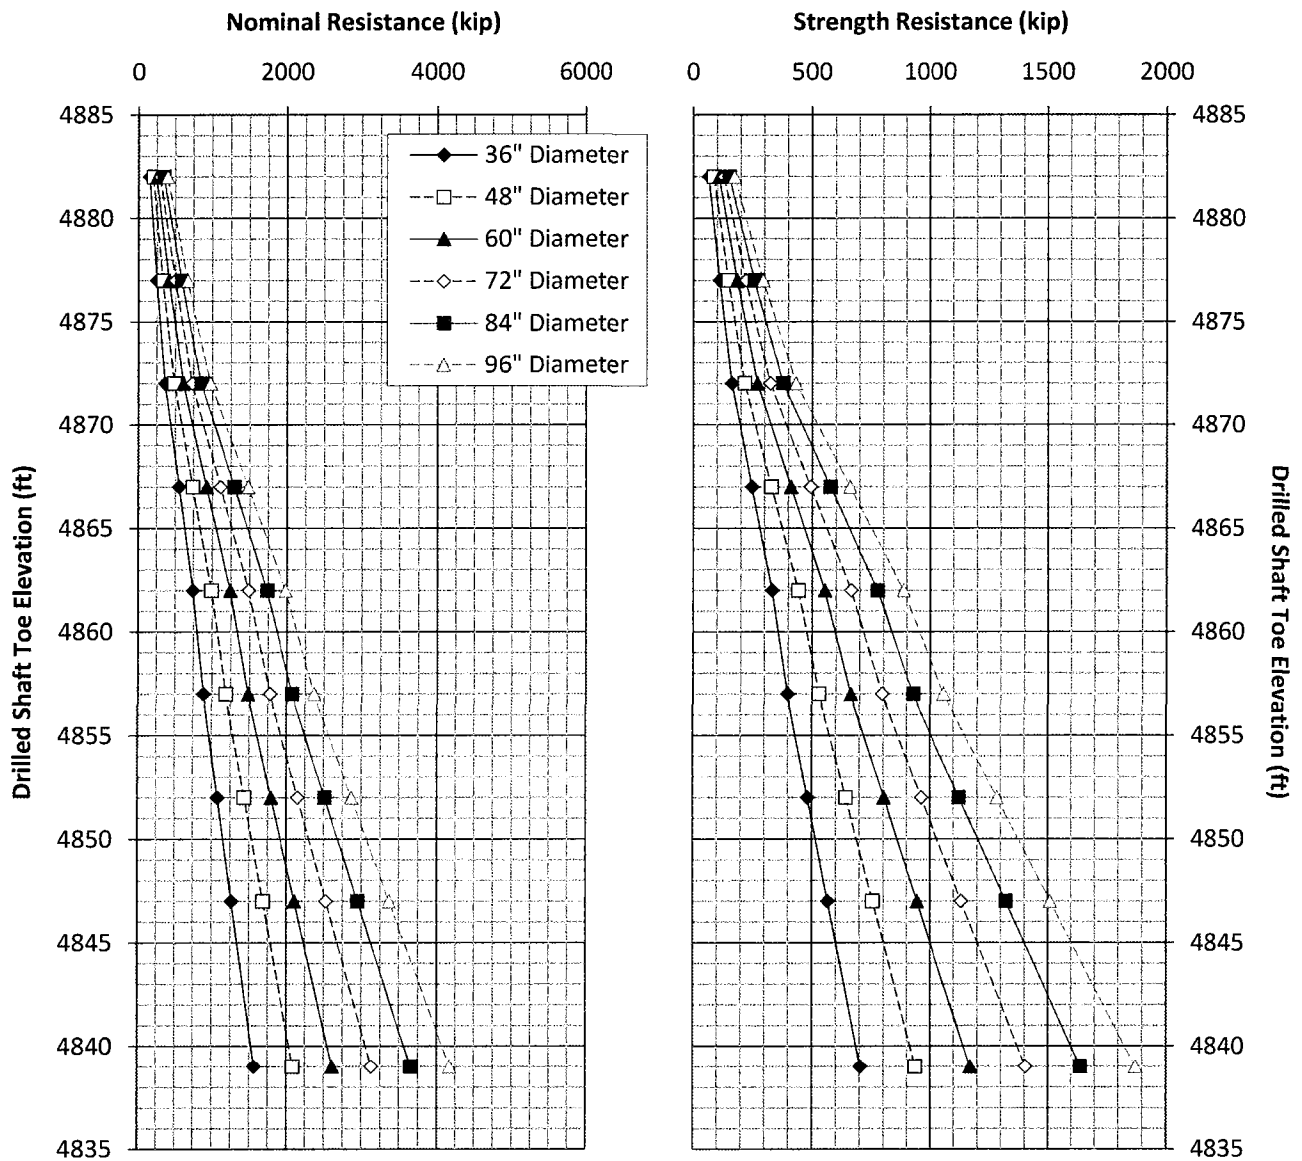 Nominal Resistance (kip)
0 2000 4000 6000
4885
4880
4875
4870
4865
4860
4855
4850
4845
4840
4835
Drilled Shaft Toe Elevation (ft)
36" Diameter
48" Diameter
60" Diameter
72" Diameter
84" Diameter
96" Diameter
Strength Resistance (kip)
0 500 1000 1500 2000
4885
4880
4875
4870
4865
4860
4855
4850
4845
4840
4835
Drilled Shaft Toe Elevation (ft)